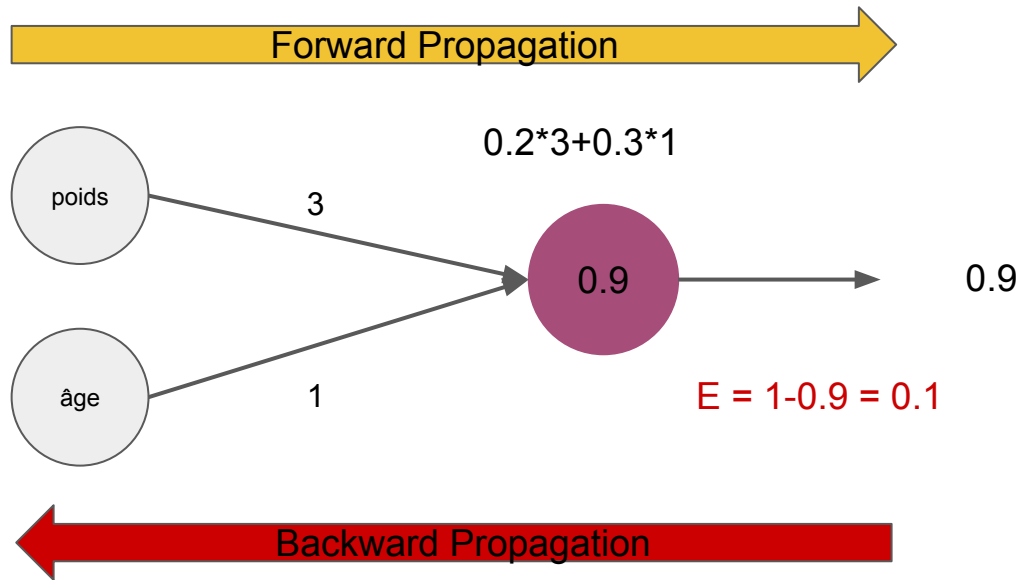 Forward Propagation
0.2*3+0.3*1
poids
3
0.9
0.9
âge
1
E = 1-0.9 = 0.1
Backward Propagation